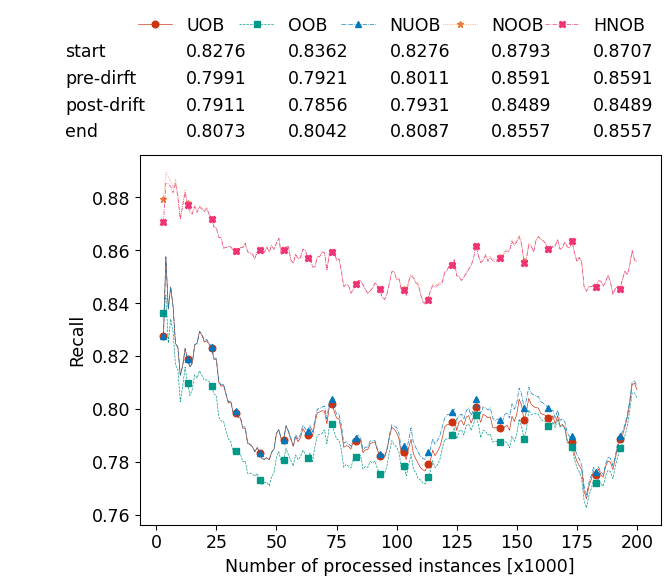 UOB OOB NUOB NOOB HNOB
start 0.8276 0.8362 0.8276 0.8793 0.8707
pre-dirft 0.7991 0.7921 0.8011 0.8591 0.8591
post-drift 0.7911 0.7856 0.7931 0.8489 0.8489
end 0.8073 0.8042 0.8087 0.8557 0.8557
0.88
0.86
0.84
0.82
0.80
0.78
0.76
Recall
0 25 50 75 100 125 150 175 200
Number of processed instances [x1000]